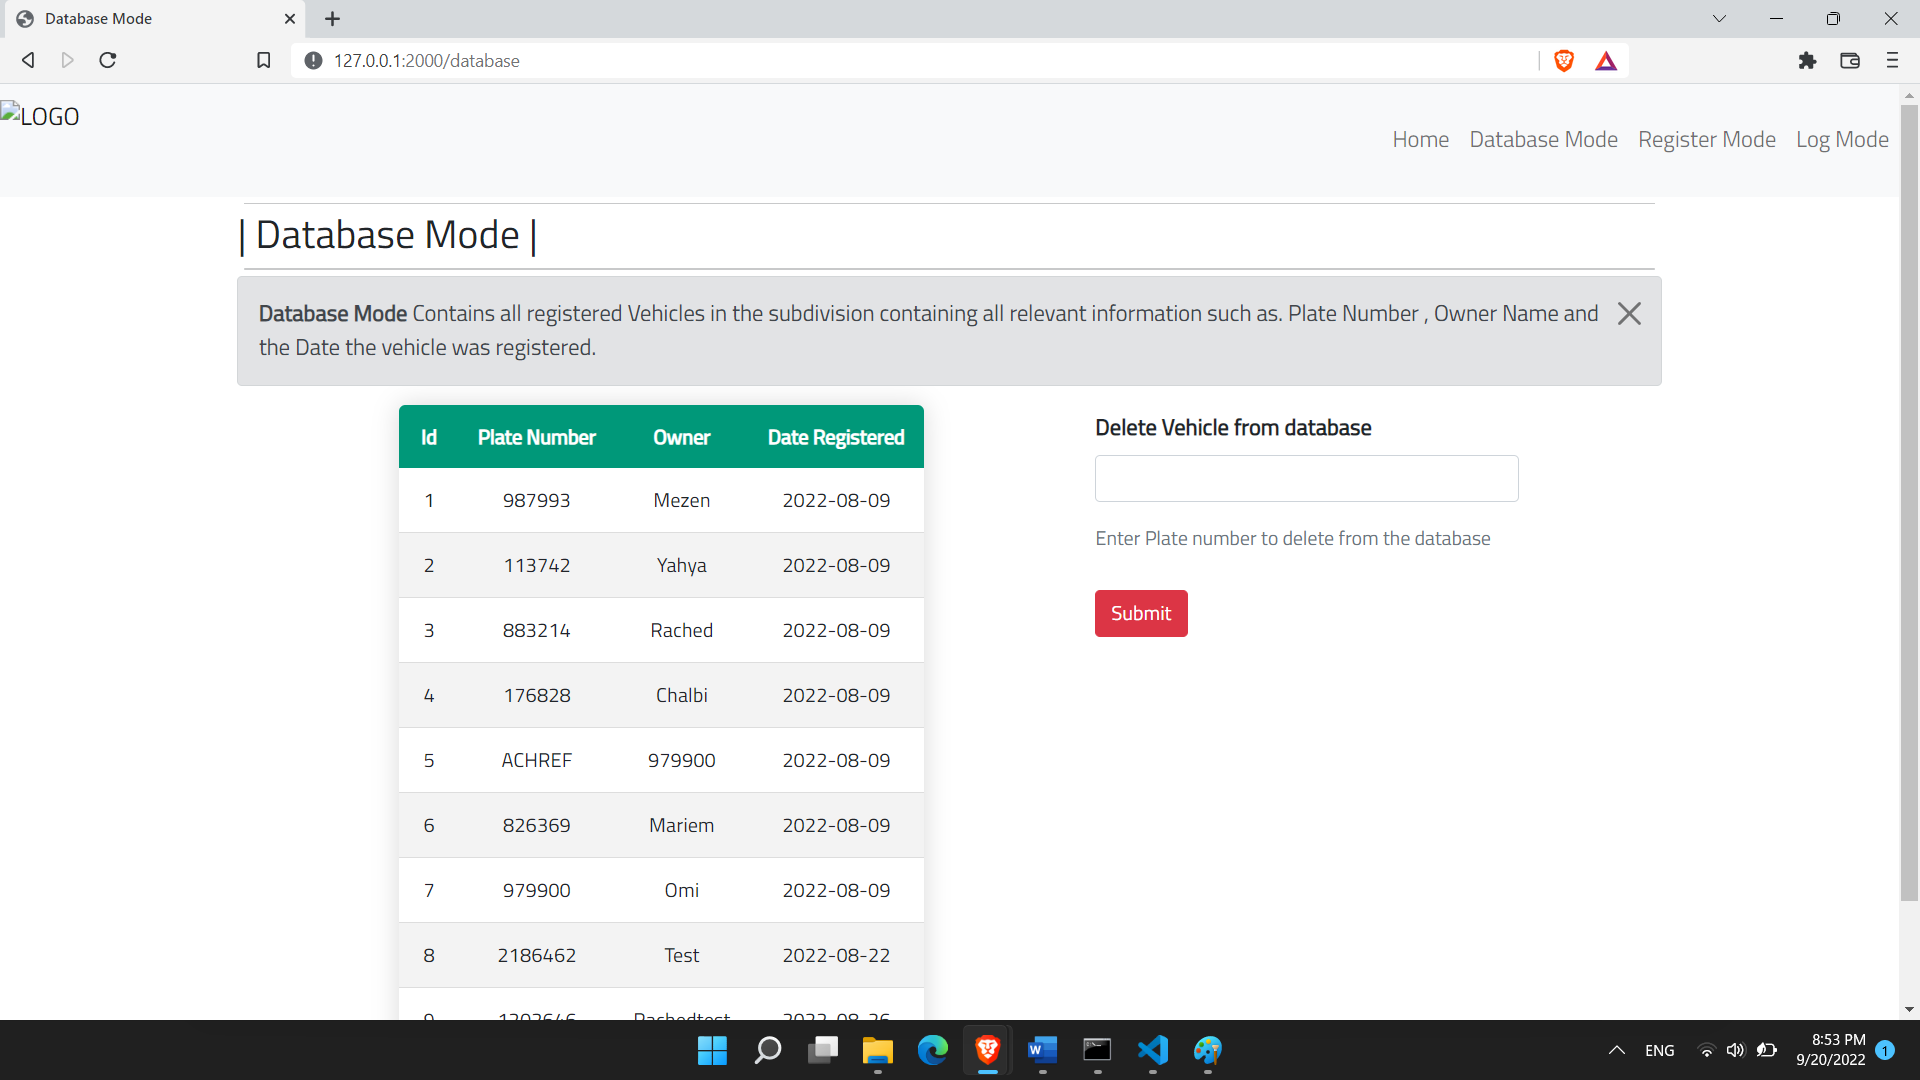 Database Mode
127.0.0.1:2000/database
LOGO
Home Database Mode Register Mode Log Mode
| Database Mode |
Database Mode Contains all registered Vehicles in the subdivision containing all relevant information such as. Plate Number , Owner Name and
the Date the vehicle was registered.
Id Plate Number Owner Date Registered
1 987993 Mezen 2022-08-09
2 113742 Yahya 2022-08-09
3 883214 Rached 2022-08-09
4 176828 Chalbi 2022-08-09
5 ACHREF 979900 2022-08-09
6 826369 Mariem 2022-08-09
7 979900 Omi 2022-08-09
8 2186462 Test 2022-08-22
Delete Vehicle from database
Enter Plate number to delete from the database
Submit
ENG
8:53 PM
9/20/2022
1